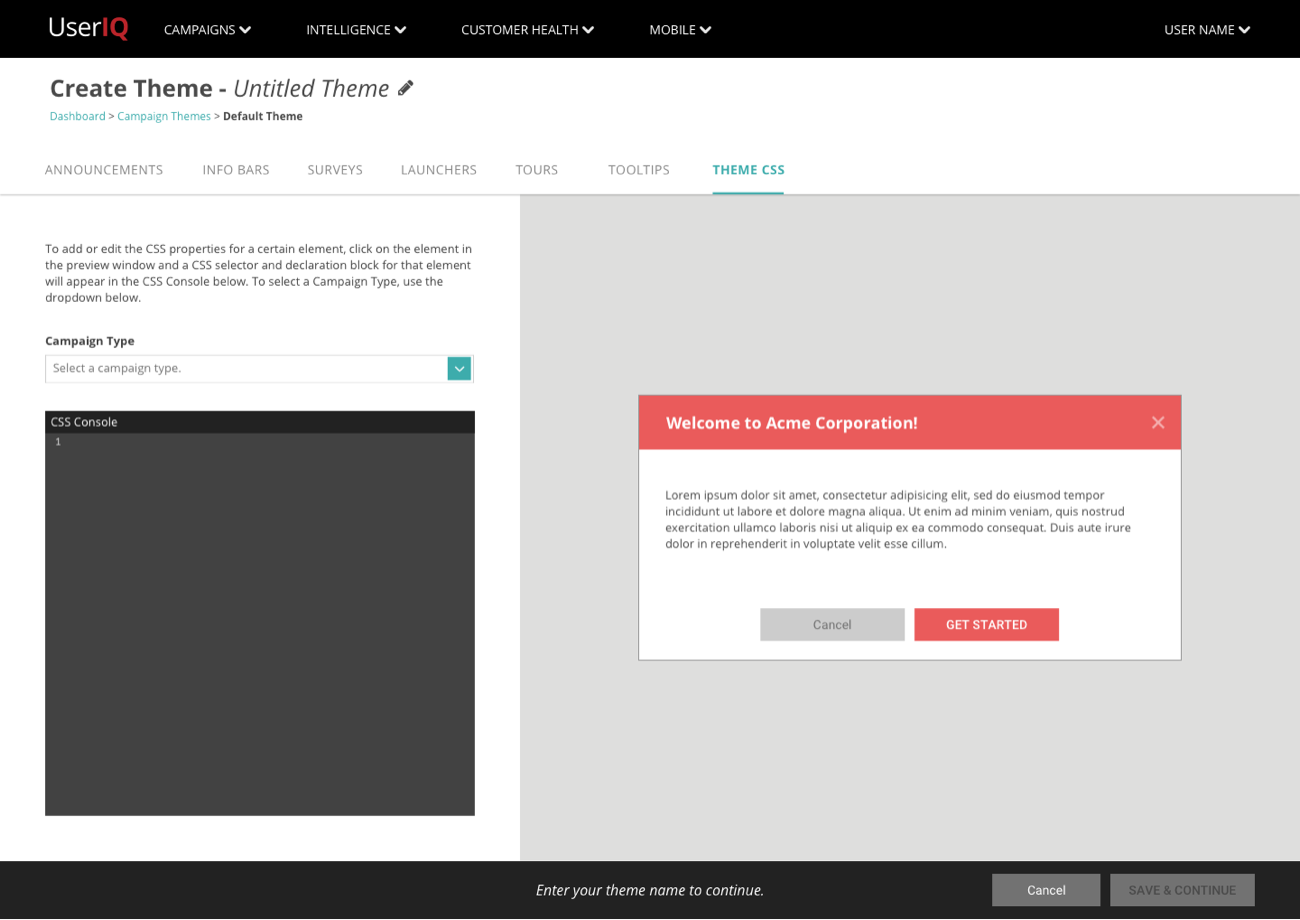 UserIQ CAMPAIGNS INTELLIGENCE CUSTOMER HEALTH MOBILE USER NAME
Create Theme - Untitled Theme
Dashboard > Campaign Themes > Default Theme
ANNOUNCEMENTS INFO BARS SURVEYS LAUNCHERS TOURS TOOLTIPS THEME CSS
To add or edit the CSS properties for a certain element, click on the element in
the preview window and a CSS selector and declaration block for that element
will appear in the CSS Console below. To select a Campaign Type, use the
dropdown below.
Campaign Type
Select a campaign type.
CSS Console
1
Welcome to Acme Corporation!
Lorem ipsum dolor sit amet, consectetur adipisicing elit, sed do eiusmod tempor
incididunt ut labore et dolore magna aliqua. Ut enim ad minim veniam, quis nostrud
exercitation ullamco laboris nisi ut aliquip ex ea commodo consequat. Duis aute irure
dolor in reprehenderit in voluptate velit esse cillum.
Cancel GET STARTED
Enter your theme name to continue. Cancel SAVE & CONTINUE